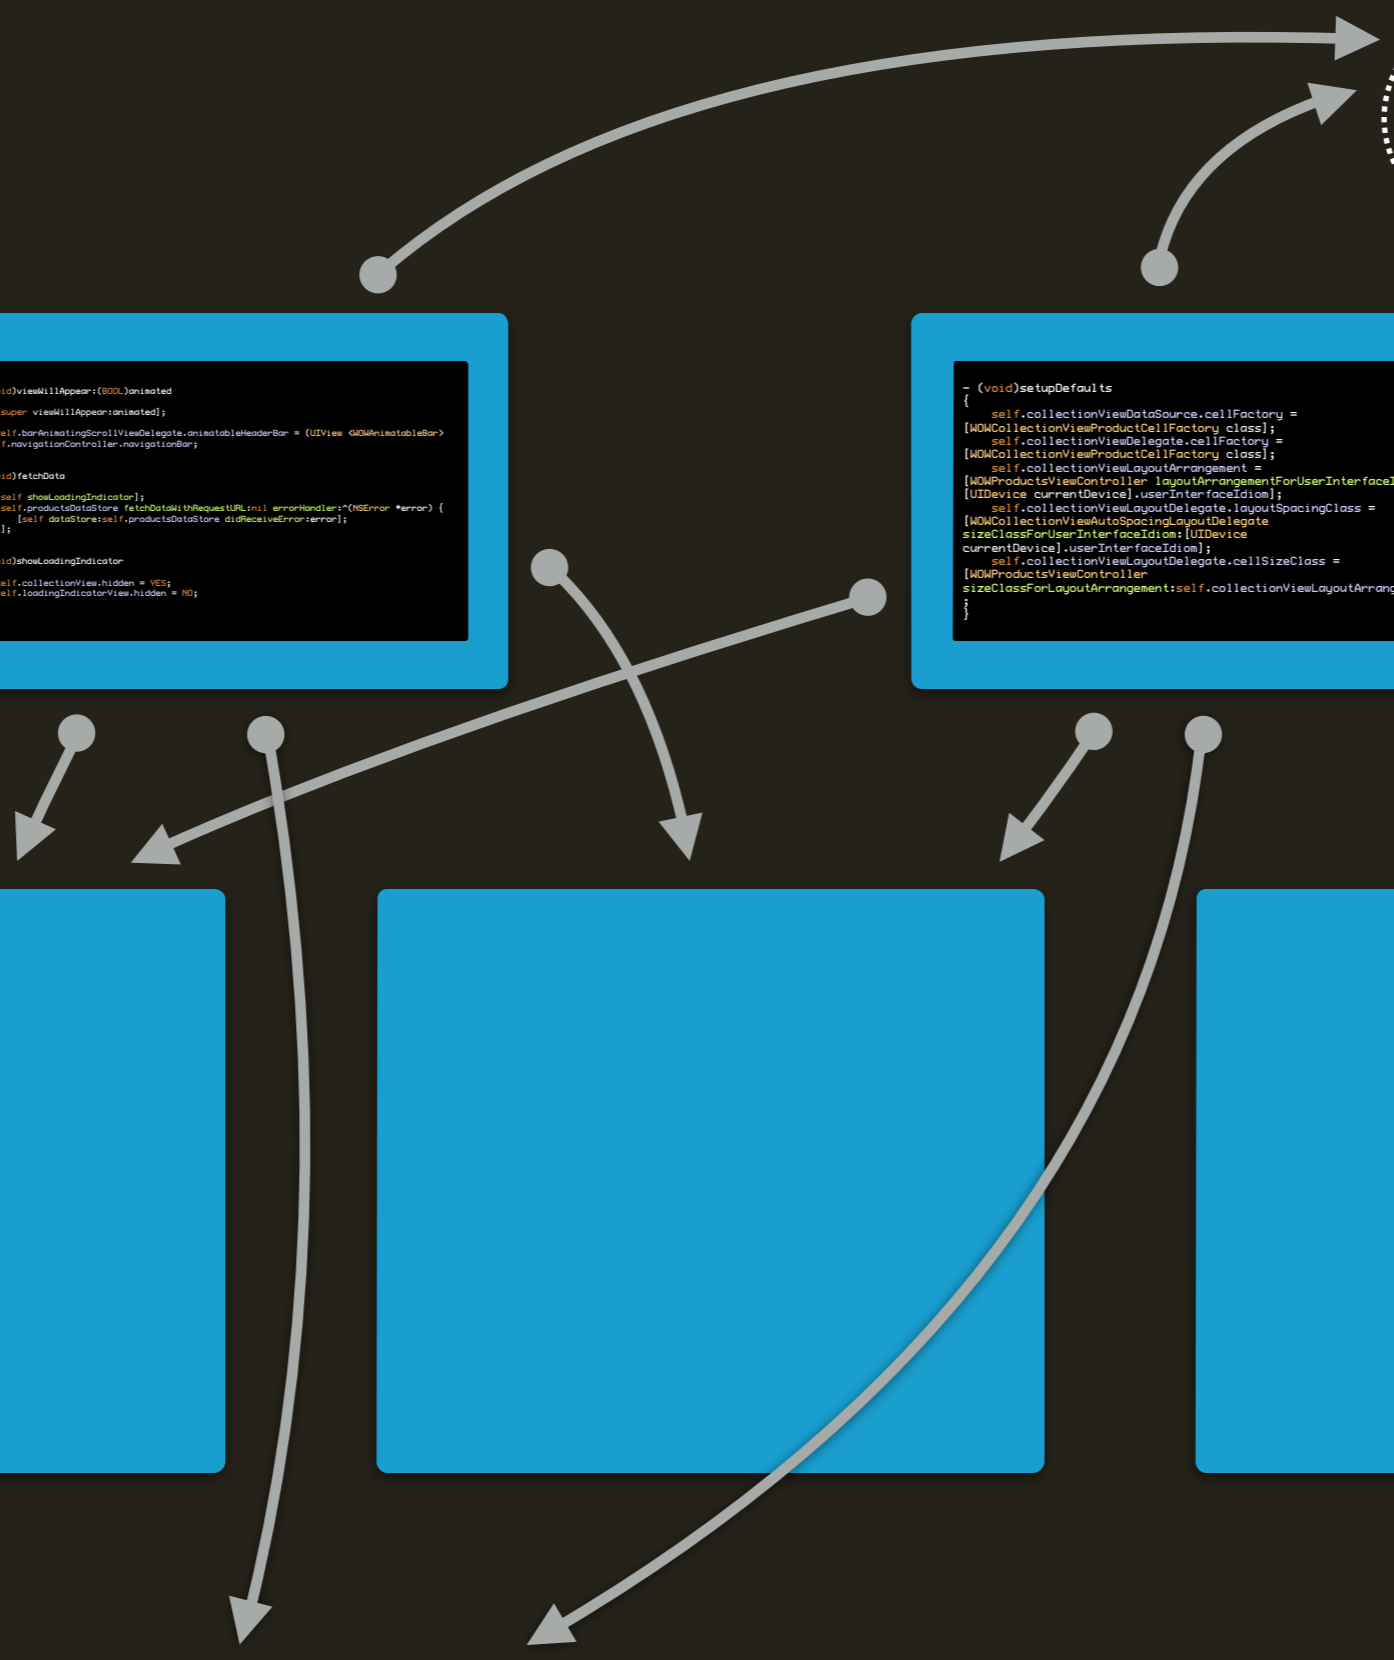 id)viewWillAppear:(BOOL)animated
super viewWillAppear:animated];
elf.barAnimatingScrollViewDelegate.animatableHeaderBar = (UIView <WOWAnimatableBar>
f.navigationController.navigationBar;
id)fetchData
self showLoadingIndicator];
self.productsDataStore fetchDataWithRequestURL:nil errorHandler:^(NSError *error) {
[self dataStore:self.productsDataStore didReceiveError:error];
];
id)showLoadingIndicator
elf.collectionView.hidden = YES;
elf.loadingIndicatorView.hidden = NO;
- (void)setupDefaults
{
self.collectionViewDataSource.cellFactory =
[WOWCollectionViewProductCellFactory class];
self.collectionViewDelegate.cellFactory =
[WOWCollectionViewProductCellFactory class];
self.collectionViewLayoutArrangement =
[WOWProductsViewController layoutArrangementForUserInterfaceI
[UIDevice currentDevice].userInterfaceIdiom];
self.collectionViewLayoutDelegate.layoutSpacingClass =
[WOWCollectionViewAutoSpacingLayoutDelegate
sizeClassForUserInterfaceIdiom:[UIDevice
currentDevice].userInterfaceIdiom];
self.collectionViewLayoutDelegate.cellSizeClass =
[WOWProductsViewController
sizeClassForLayoutArrangement:self.collectionViewLayoutArrang
;
}